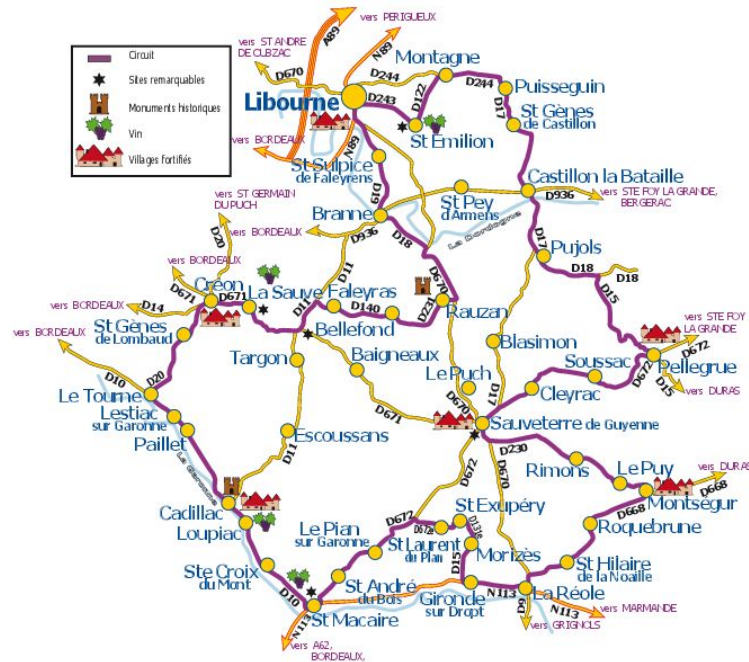 vers PERIGUEUX
A89
N89
vers ST ANDRE
DE CUBZAC
D670
D244
Montagne
Circuit
Sites remarquables
Monuments historiques
Vin
Villages fortifiés
Libourne
D243
D122
D244
Puisseguin
D17
St Gènes
de Castillon
St Emilion
vers BORDEAUX
N89
St Sulpice
de Faleyrens
D19
Castillon la Bataille
D936
vers STE FOY LA GRANDE,
BERGERAC
vers ST GERMAIN
DU PUCH
Branne
St Pey
d'Armens
La Dordogne
vers BORDEAUX
D936
D18
D20
D11
D17
Pujols
D18
D15
vers BORDEAUX
D671
Créon
D671
La Sauve
Faleyras
D11
D140
D231
D670
Rauzan
vers BORDEAUX
D14
vers STE FOY
LA GRANDE
D672
St Gènes
de Lombaud
Bellefond
Blasimon
vers BORDEAUX
Targon
Baigneaux
Le Puch
Soussac
D672
Pellegrue
D15
vers DURAS
D10
D20
Le Tourne
D671
D670
D17
Cleyrac
Lestiac
sur Garonne
Paillet
Sauveterre de Guyenne
Escoussans
D11
D230
La Garonne
D672
D670
Rimons
Le Puy
vers DURAS
D668
Montségur
Cadillac
Loupiac
St Exupéry
D668
Roquebrune
Le Pian
sur Garonne
D672
D672e
D131e
St Laurent
du Plan
Morizès
D15
Ste Croix
du Mont
D10
St André
du Bois
St Hilaire
de la Noaille
St Macaire
N113
Gironde
sur Dropt
N113
La Réole
D9
N113
vers MARMANDE
vers GRIGNOLS
vers A62,
BORDEAUX,